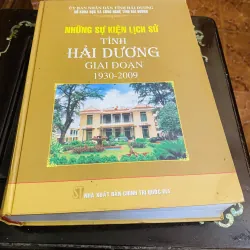 ỦY BAN NHÂN DÂN TỈNH HẢI DƯƠNG
NHỮNG SỰ KIỆN LỊCH SỬ
TỈNH
HẢI DƯƠNG
GIAI ĐOẠN
1930-2009
NHÀ XUẤT BẢN CHÍNH TRỊ QUỐC GIA